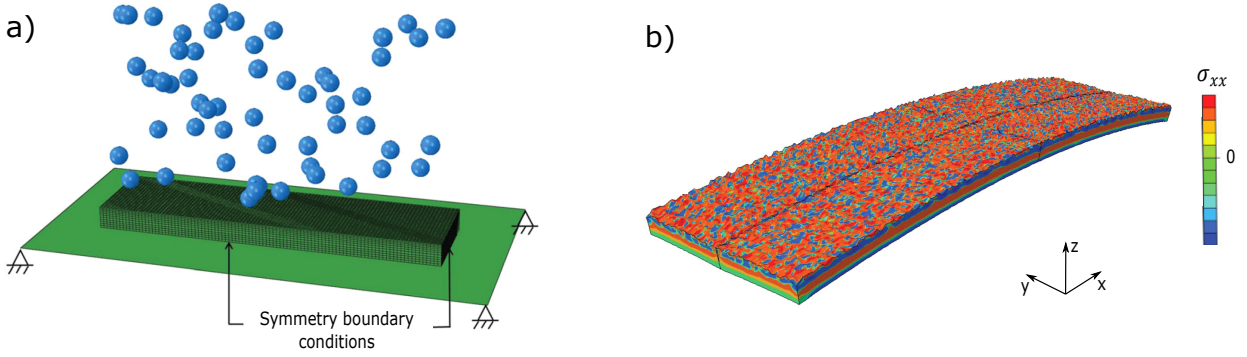 a)
Symmetry boundary
conditions
b)
σxx
0
z
y
x